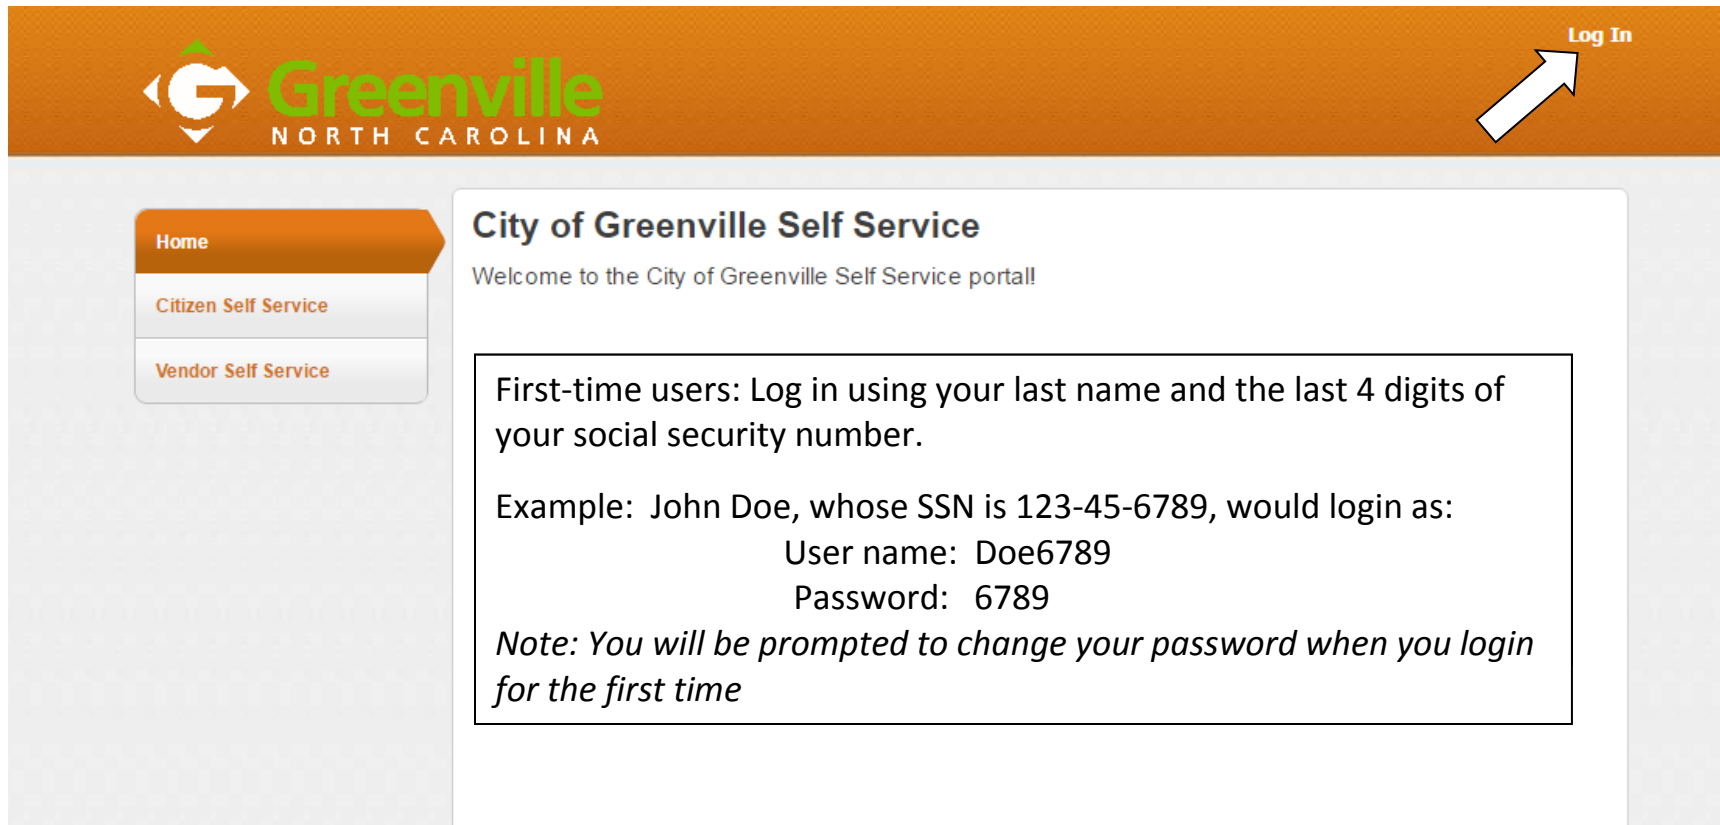 Log In
Greenville
NORTH CAROLINA
Home
Citizen Self Service
Vendor Self Service
City of Greenville Self Service
Welcome to the City of Greenville Self Service portal!
First-time users: Log in using your last name and the last 4 digits of
your social security number.
Example: John Doe, whose SSN is 123-45-6789, would login as:
User name: Doe6789
Password: 6789
Note: You will be prompted to change your password when you login
for the first time